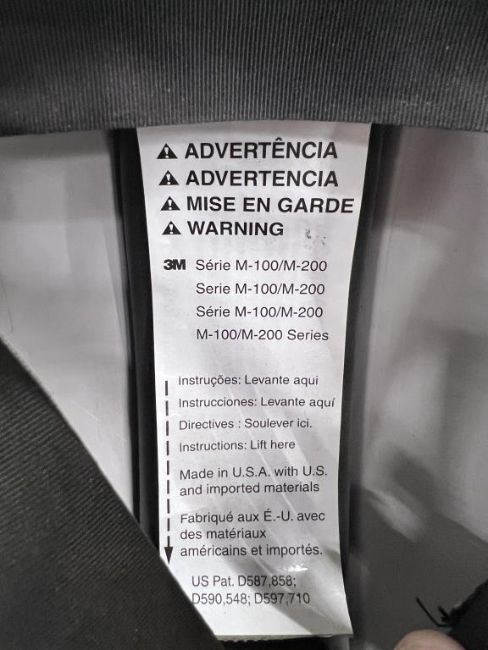 ADVERTÊNCIA
ADVERTENCIA
MISE EN GARDE
WARNING
3M Série M-100/M-200
Serie M-100/M-200
Série M-100/M-200
M-100/M-200 Series
Instruções: Levante aqui
Instrucciones: Levante aquí
Directives : Soulever ici.
Instructions: Lift here
Made in U.S.A. with U.S.
and imported materials
Fabriqué aux É.-U. avec
des matériaux
américains et importés.
US Pat. D587,858;
D590,548; D597,710